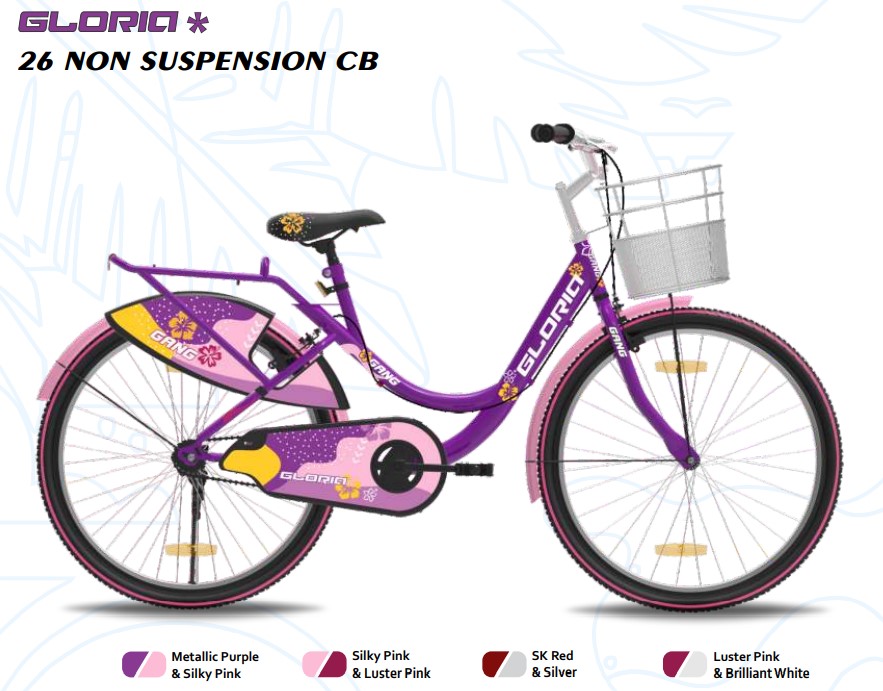 GLORIA *
26 NON SUSPENSION CB
GANG
GLORIA
GANG
GANG
GANG
GLORIA
Metallic Purple
& Silky Pink
Silky Pink
& Luster Pink
SK Red
& Silver
Luster Pink
& Brilliant White